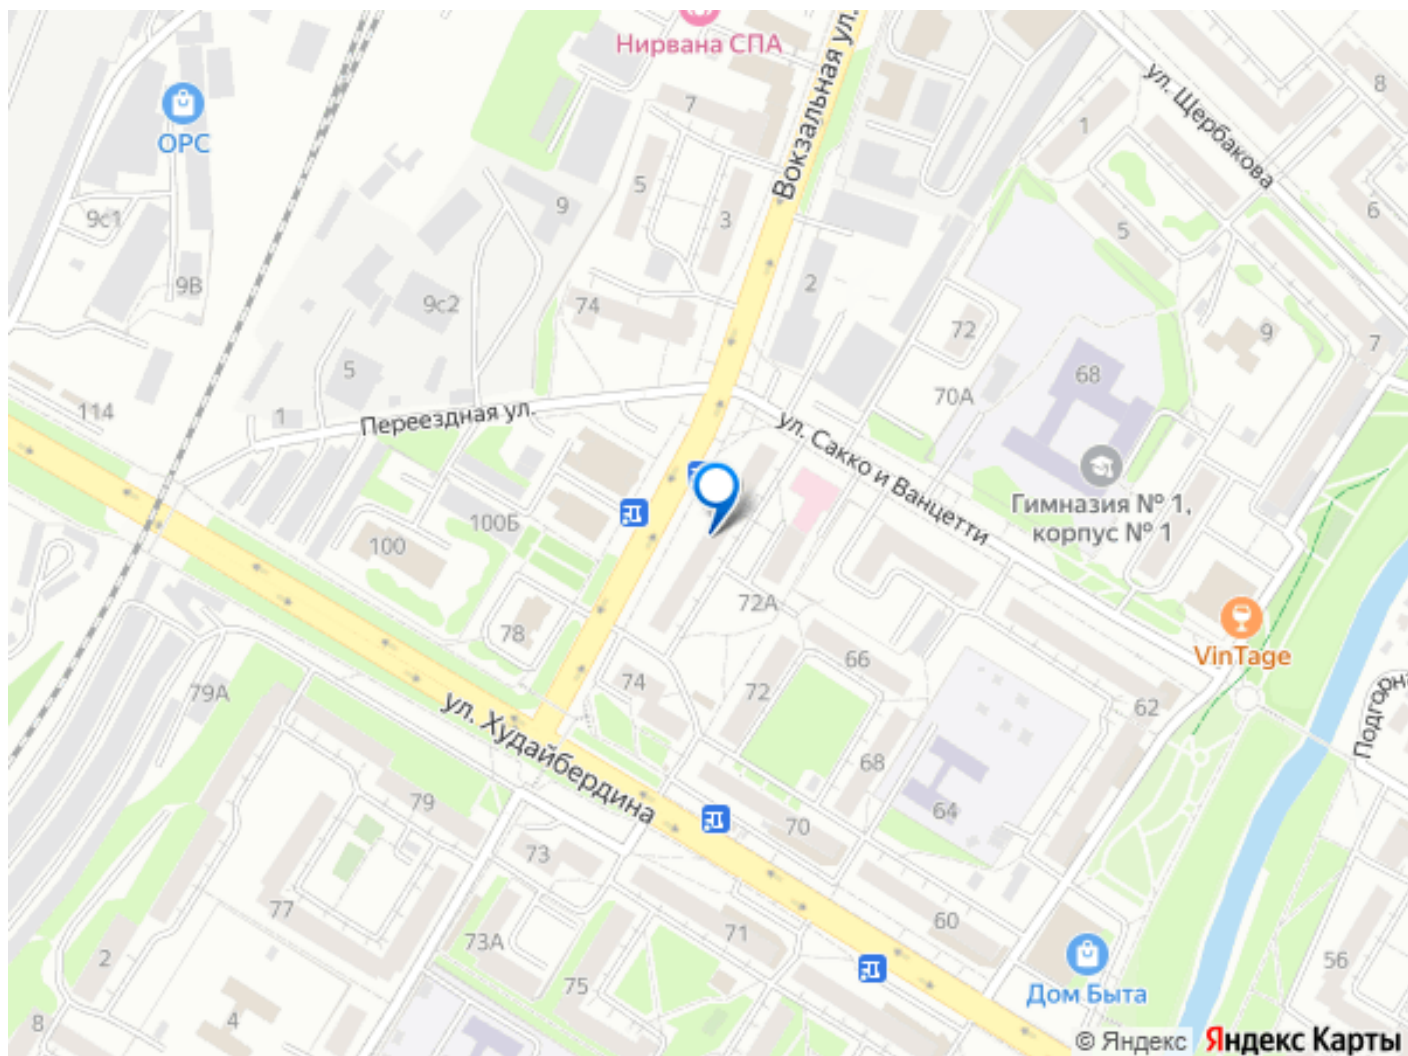 Нирвана СПА
Вокзальная ул.
ул. Щербакова
8
7
1
ОРС
5
9
3
9с1
6
5
9В
9с2
74
2
72
9
7
5
68
70А
114
1
Переездная ул.
ул. Сакко и Ванцетти
Гимназия № 1,
корпус № 1
100Б
100
72А
78
VinTage
66
74
72
62
79А
Подгорна
ул. Худайбердина
68
79
64
70
73
77
60
71
73А
2
75
56
Дом Быта
4
8
© Яндекс Яндекс Карты